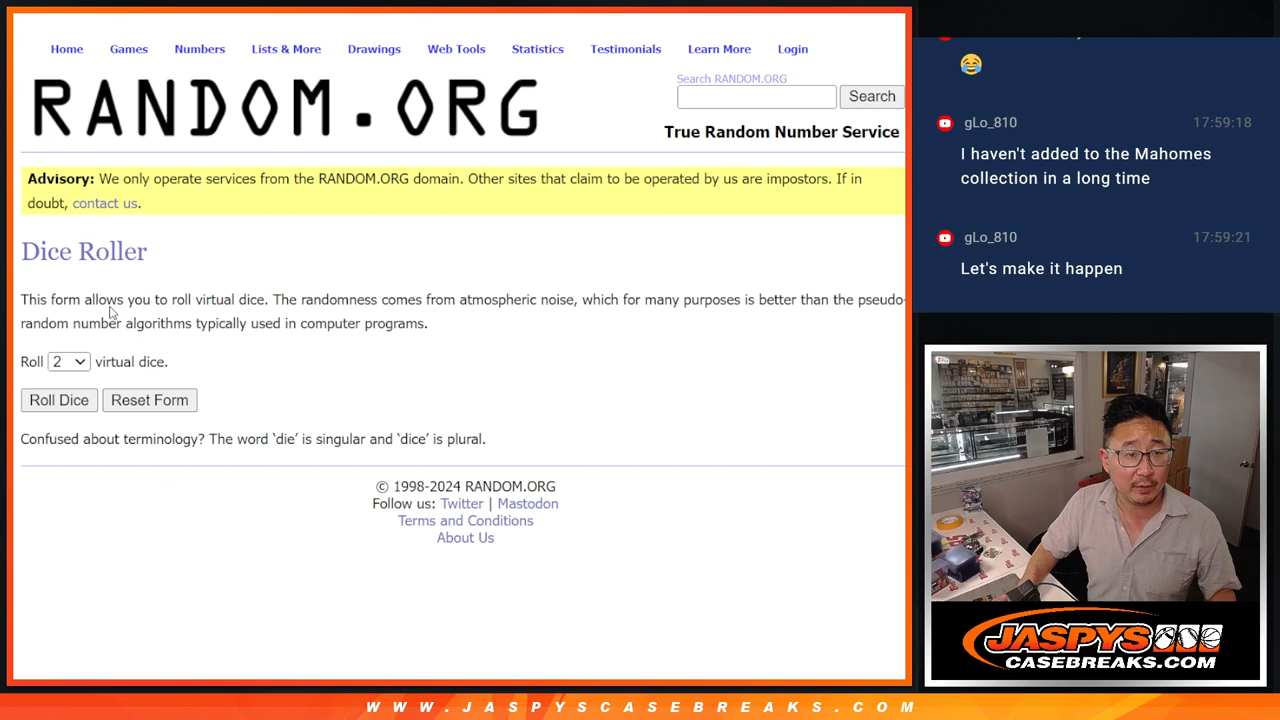 Home Games Numbers Lists & More Drawings Web Tools Statistics Testimonials Learn More Login
RANDOM.ORG
Search RANDOM.ORG
Search
True Random Number Service
Advisory: We only operate services from the RANDOM.ORG domain. Other sites that claim to be operated by us are impostors. If in
doubt, contact us.
Dice Roller
This form allows you to roll virtual dice. The randomness comes from atmospheric noise, which for many purposes is better than the pseudo-
random number algorithms typically used in computer programs.
Roll 2 virtual dice.
Roll Dice Reset Form
Confused about terminology? The word ‘die’ is singular and ‘dice’ is plural.
© 1998-2024 RANDOM.ORG
Follow us: Twitter | Mastodon
Terms and Conditions
About Us
😂
gLo_810 17:59:18
I haven't added to the Mahomes
collection in a long time
gLo_810 17:59:21
Let's make it happen
JASPYS
CASEBREAKS.COM
WWW.JASPYSCASEBREAKS.COM